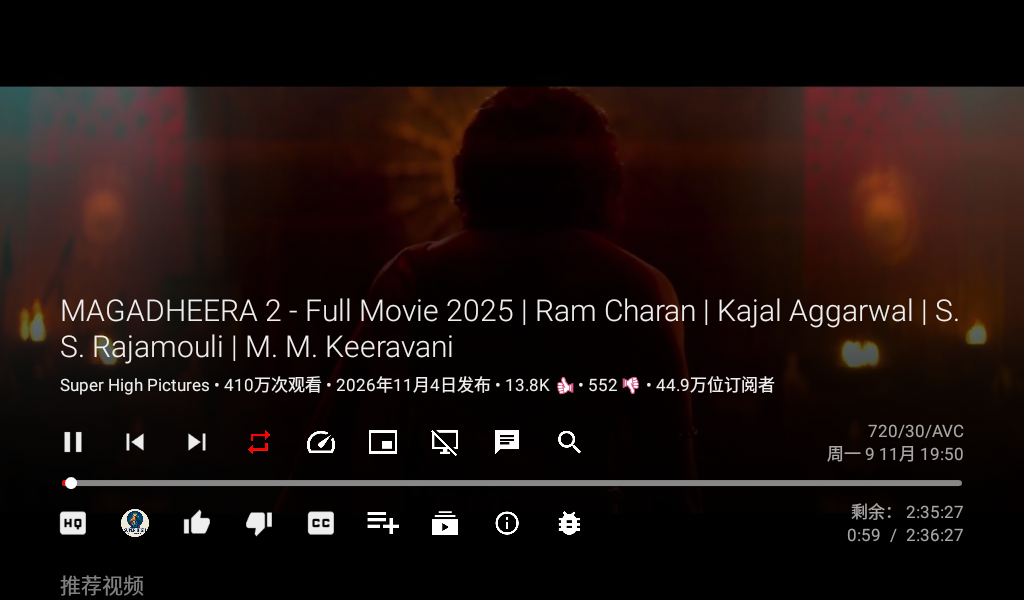 MAGADHEERA 2 - Full Movie 2025 | Ram Charan | Kajal Aggarwal | S.
S. Rajamouli | M. M. Keeravani
Super High Pictures • 410万次观看 • 2026年11月4日发布 • 13.8K 👍 • 552 👎 • 44.9万位订阅者
720/30/AVC
周一 9 11月 19:50
HQ
CC
剩余： 2:35:27
0:59 / 2:36:27
推荐视频